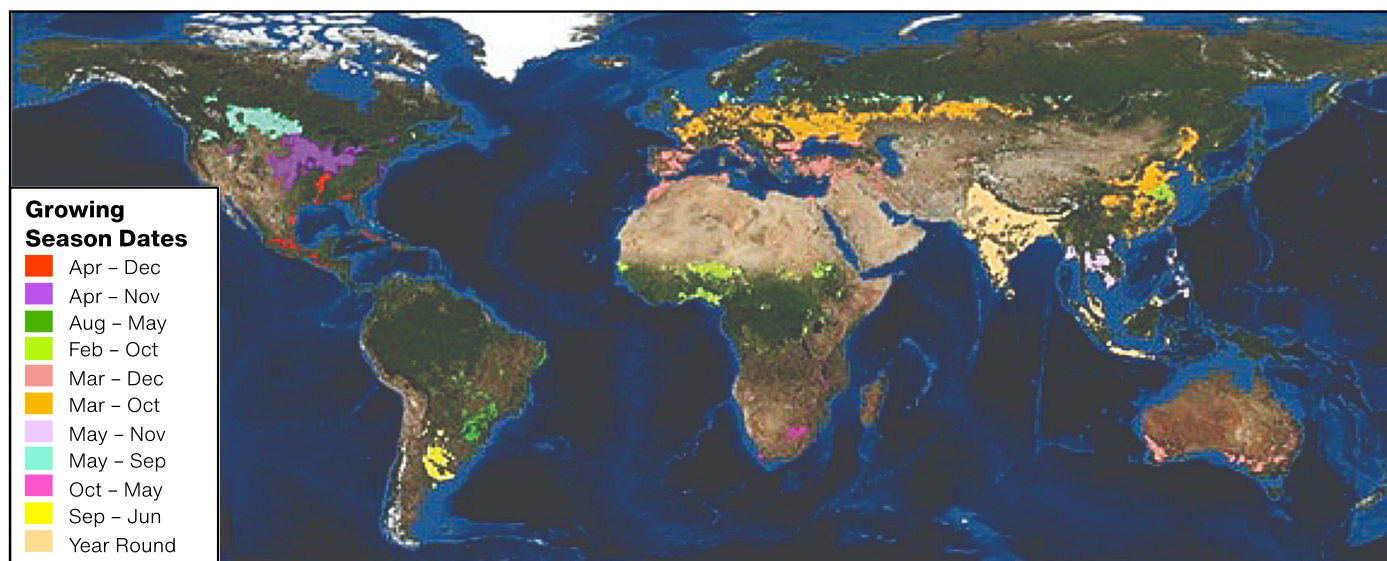 Growing
Season Dates
Apr – Dec
Apr – Nov
Aug – May
Feb – Oct
Mar – Dec
Mar – Oct
May – Nov
May – Sep
Oct – May
Sep – Jun
Year Round